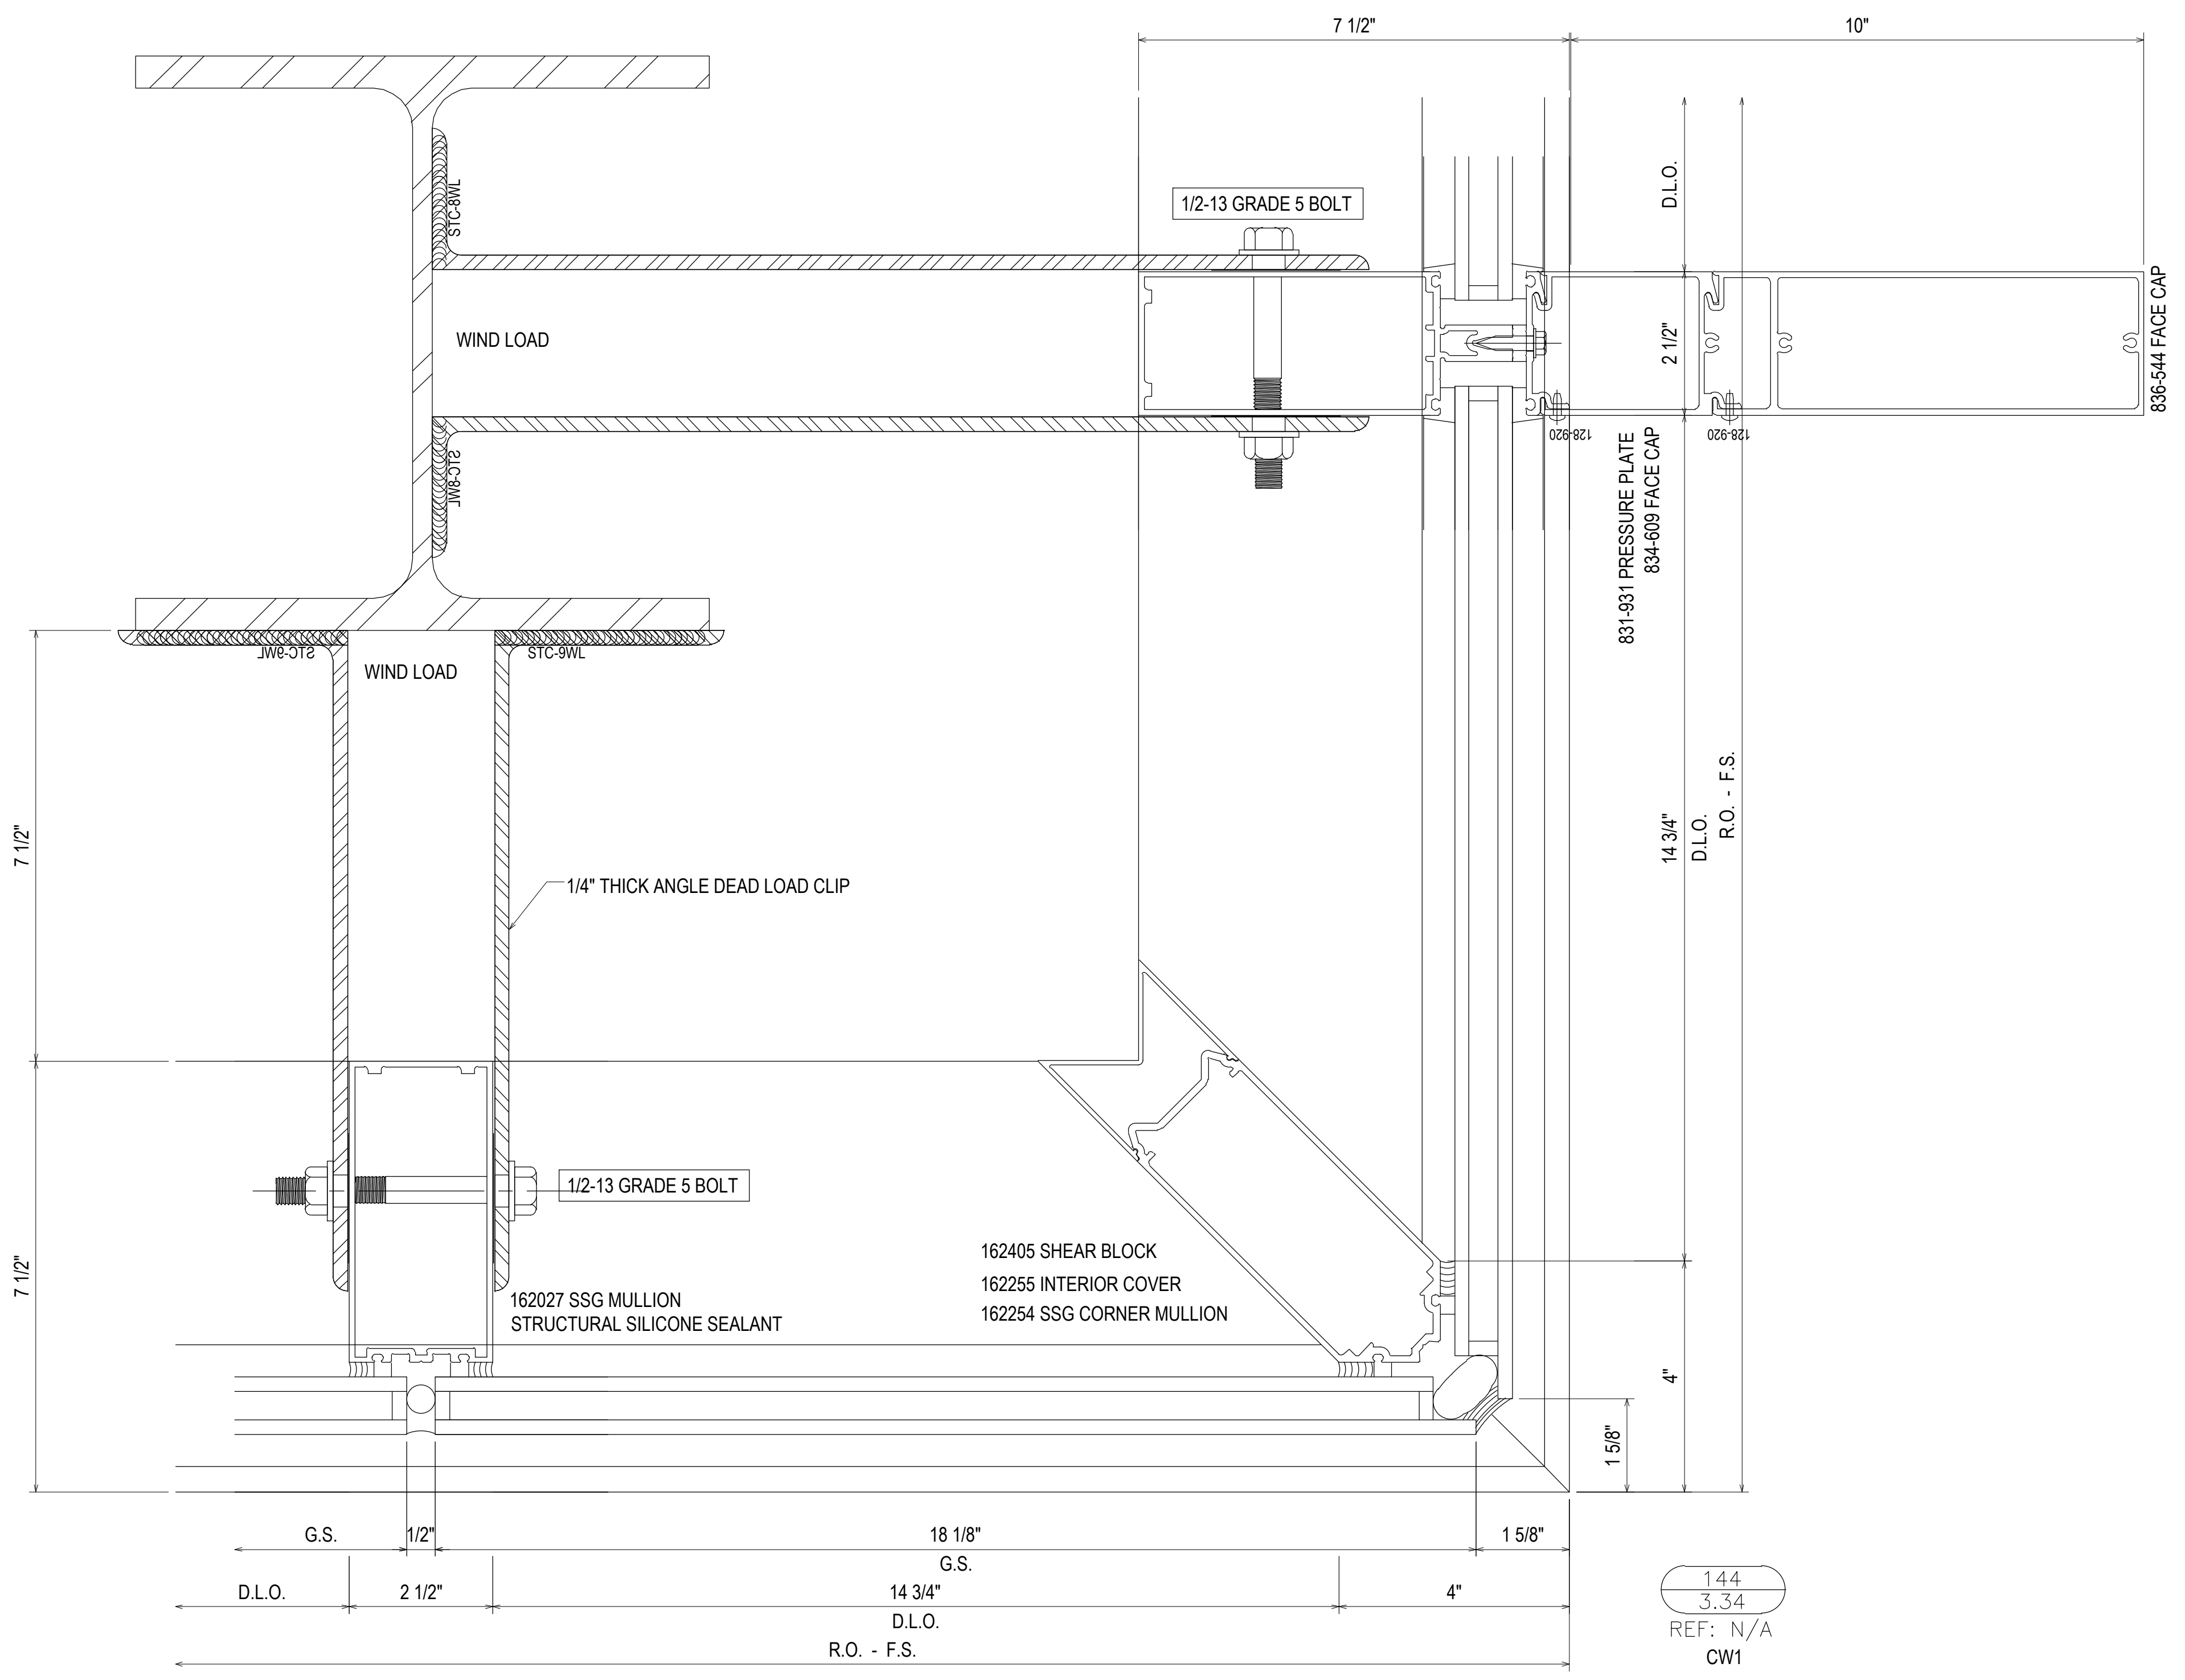 7 1/2"
10"
D.L.O.
STC-8WL
1/2-13 GRADE 5 BOLT
WIND LOAD
2 1/2"
836-544 FACE CAP
128-920
128-920
831-931 PRESSURE PLATE
834-609 FACE CAP
STC-8WL
STC-9WL
STC-9WL
WIND LOAD
7 1/2"
14 3/4"
D.L.O.
R.O. - F.S.
1/4" THICK ANGLE DEAD LOAD CLIP
1/2-13 GRADE 5 BOLT
7 1/2"
162405 SHEAR BLOCK
162255 INTERIOR COVER
162254 SSG CORNER MULLION
162027 SSG MULLION
STRUCTURAL SILICONE SEALANT
4"
1 5/8"
G.S.
1/2"
18 1/8"
1 5/8"
G.S.
D.L.O.
2 1/2"
14 3/4"
4"
D.L.O.
R.O. - F.S.
144
3.34
REF: N/A
CW1